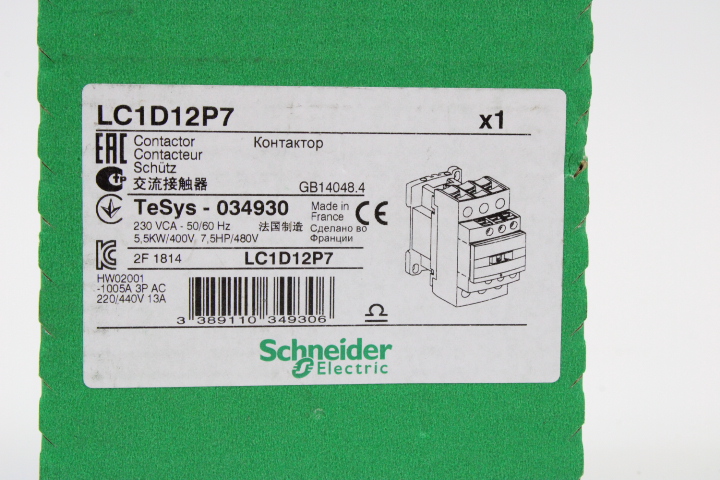 LC1D12P7 x1
EAC Contactor Контактор
Contacteur
Schütz
交流接触器 GB14048.4
TeSys - 034930 Made in France CE
230 VCA - 50/60 Hz 法国制造 Сделано во Франции
5,5KW/400V 7,5HP/480V
2F 1814 LC1D12P7
HW02001
-1005A 3P AC
220/440V 13A
3 389110 349306
Schneider
Electric